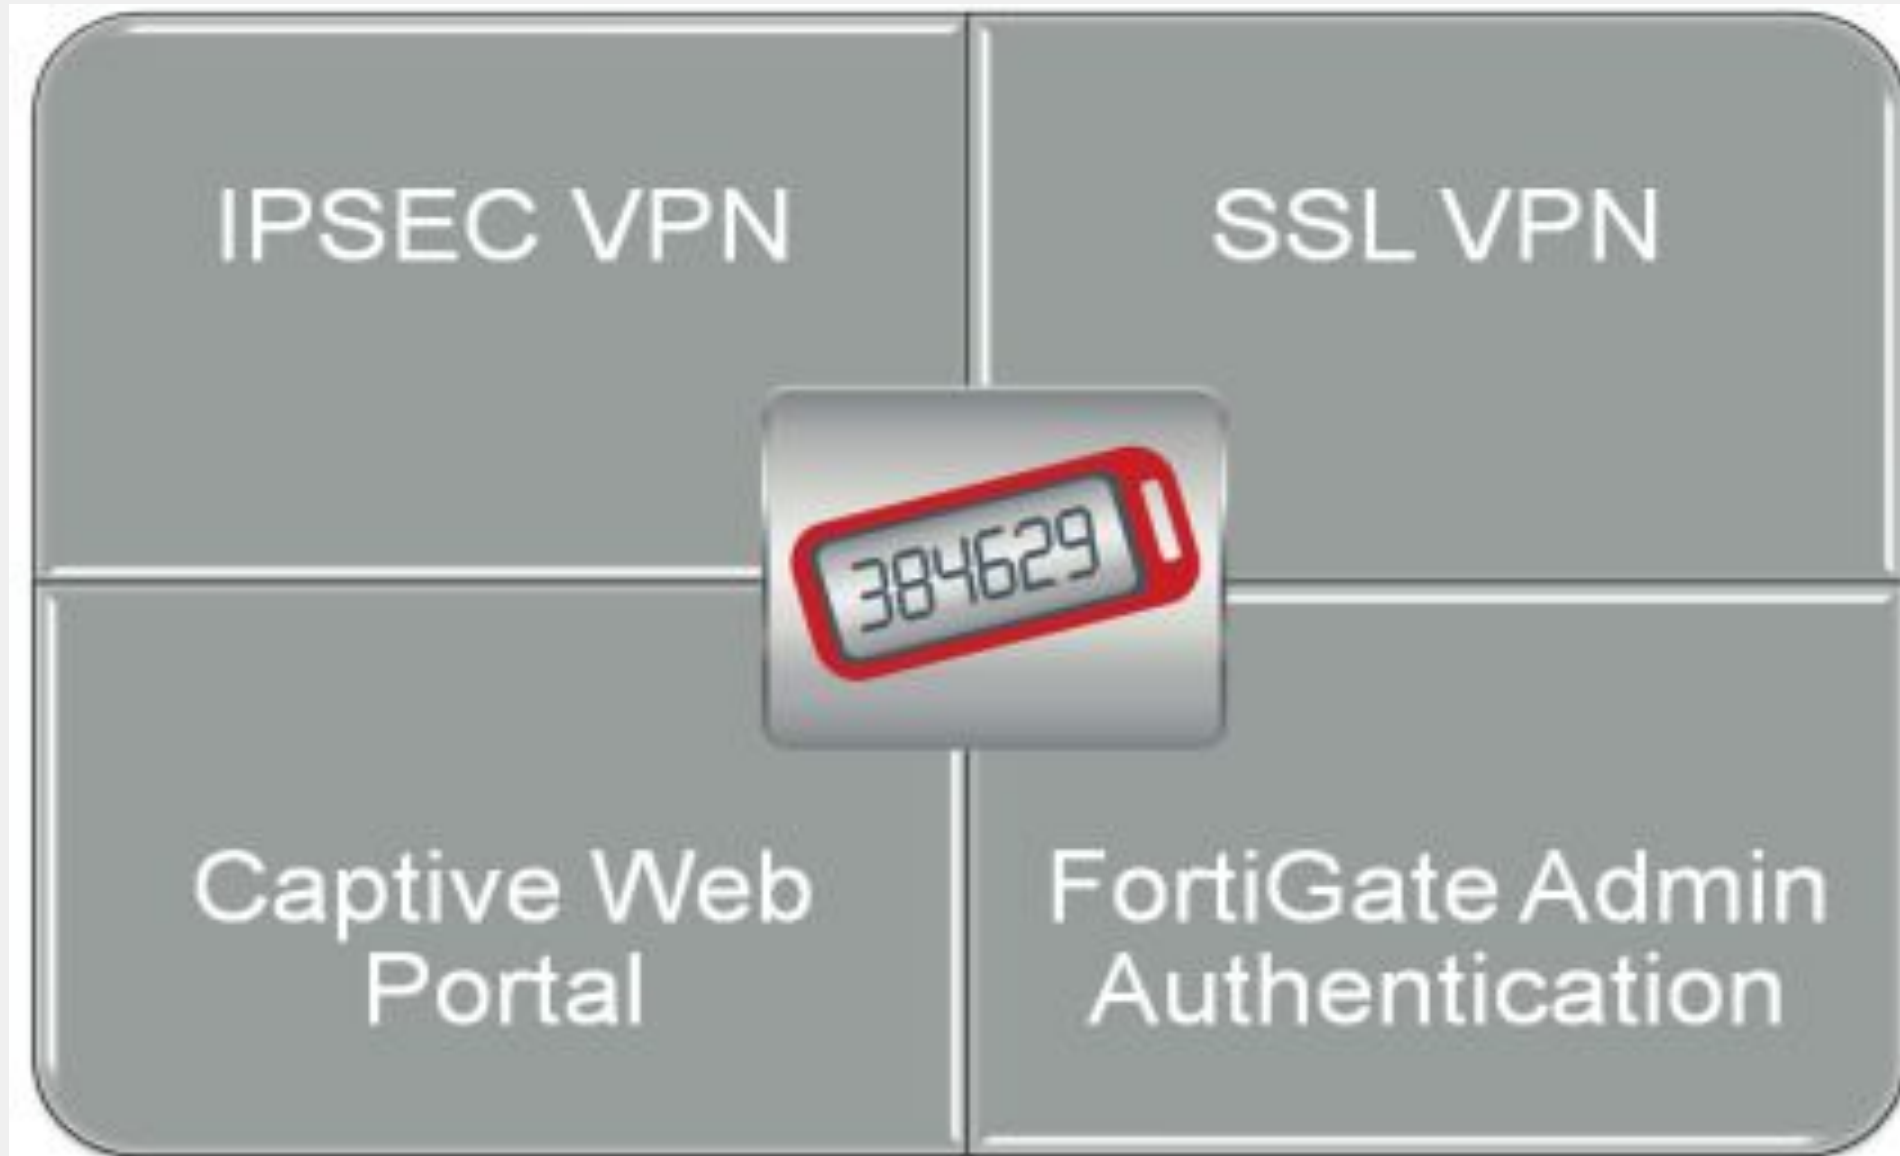 IPSEC VPN
SSL VPN
384629
Captive Web
Portal
FortiGate Admin
Authentication